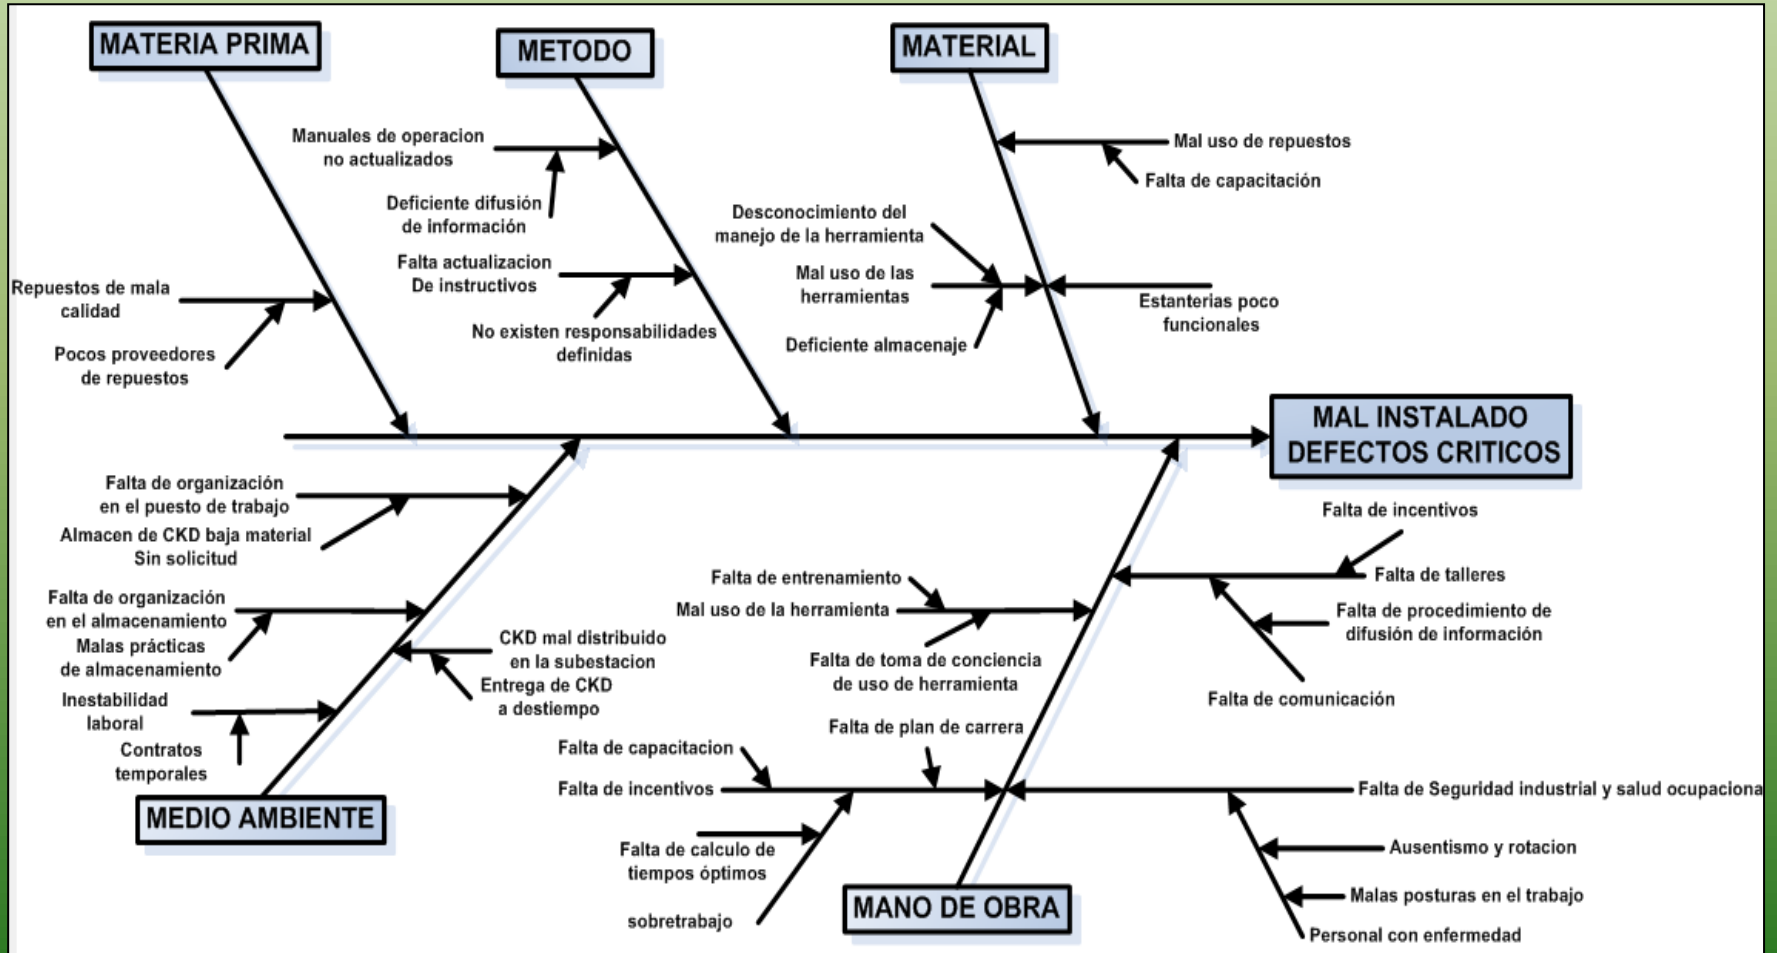 MATERIA PRIMA
METODO
MATERIAL
Manuales de operacion
no actualizados
Deficiente difusión
de información
Falta actualizacion
De instructivos
No existen responsabilidades
definidas
Mal uso de repuestos
Falta de capacitación
Desconocimiento del
manejo de la herramienta
Mal uso de las
herramientas
Deficiente almacenaje
Estanterias poco
funcionales
Repuestos de mala
calidad
Pocos proveedores
de repuestos
MAL INSTALADO
DEFECTOS CRITICOS
Falta de organización
en el puesto de trabajo
Almacen de CKD baja material
Sin solicitud
Falta de organización
en el almacenamiento
Malas prácticas
de almacenamiento
CKD mal distribuido
en la subestacion
Entrega de CKD
a destiempo
Inestabilidad
laboral
Contratos
temporales
MEDIO AMBIENTE
Falta de incentivos
Falta de talleres
Falta de procedimiento de
difusión de información
Falta de comunicación
Falta de entrenamiento
Mal uso de la herramienta
Falta de toma de conciencia
de uso de herramienta
Falta de plan de carrera
Falta de capacitacion
Falta de incentivos
Falta de calculo de
tiempos óptimos
sobretrabajo
Falta de Seguridad industrial y salud ocupaciona
Ausentismo y rotacion
Malas posturas en el trabajo
Personal con enfermedad
MANO DE OBRA